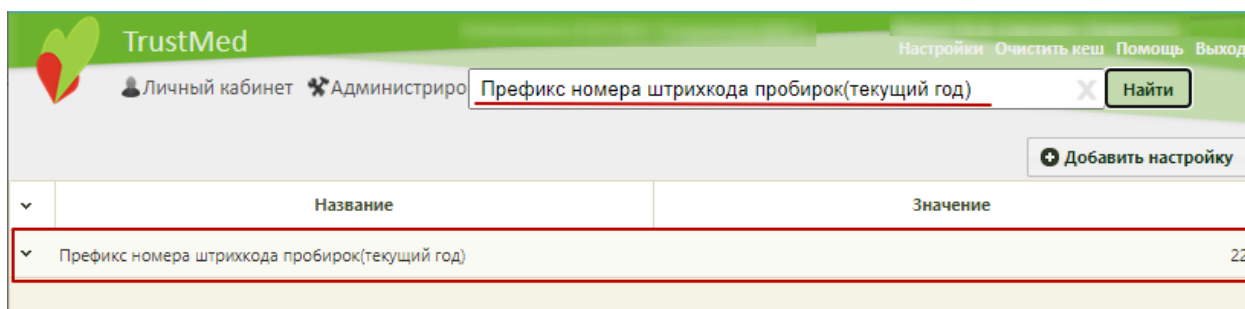 TrustMed
Настройки Очистить кеш Помощь Выход
Личный кабинет Администриро
Префикс номера штрихкода пробирок(текущий год) X Найти
Добавить настройку
Название Значение
Префикс номера штрихкода пробирок(текущий год) 22